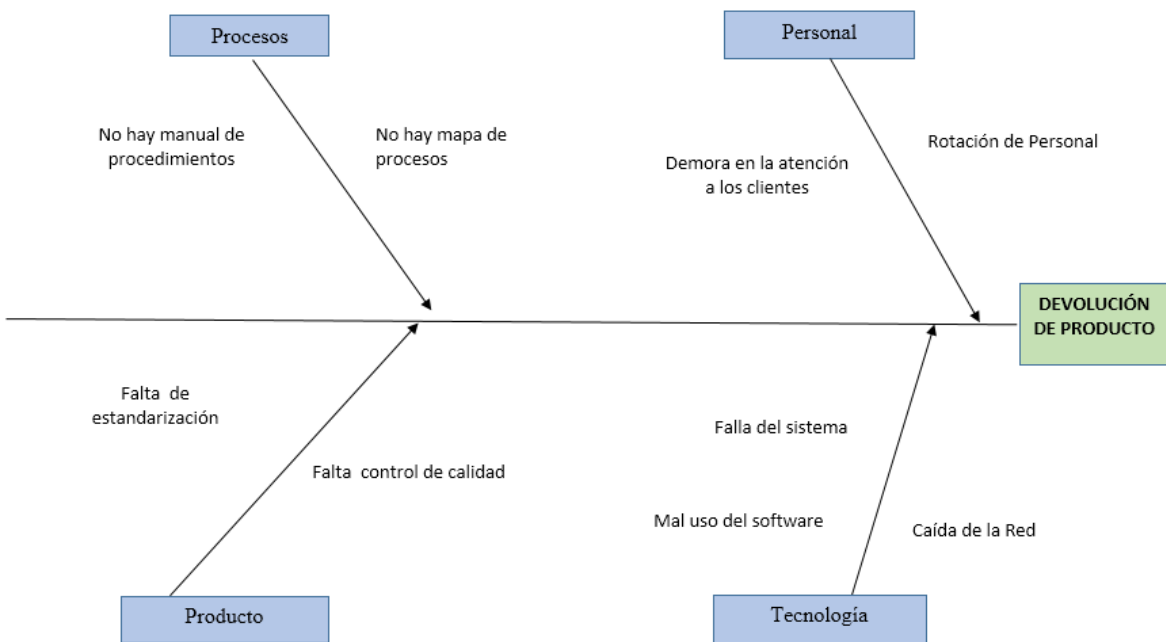 Procesos
Personal
No hay manual de
procedimientos
No hay mapa de
procesos
Demora en la atención
a los clientes
Rotación de Personal
DEVOLUCIÓN
DE PRODUCTO
Falta de
estandarización
Falta control de calidad
Falla del sistema
Mal uso del software
Caída de la Red
Producto
Tecnología